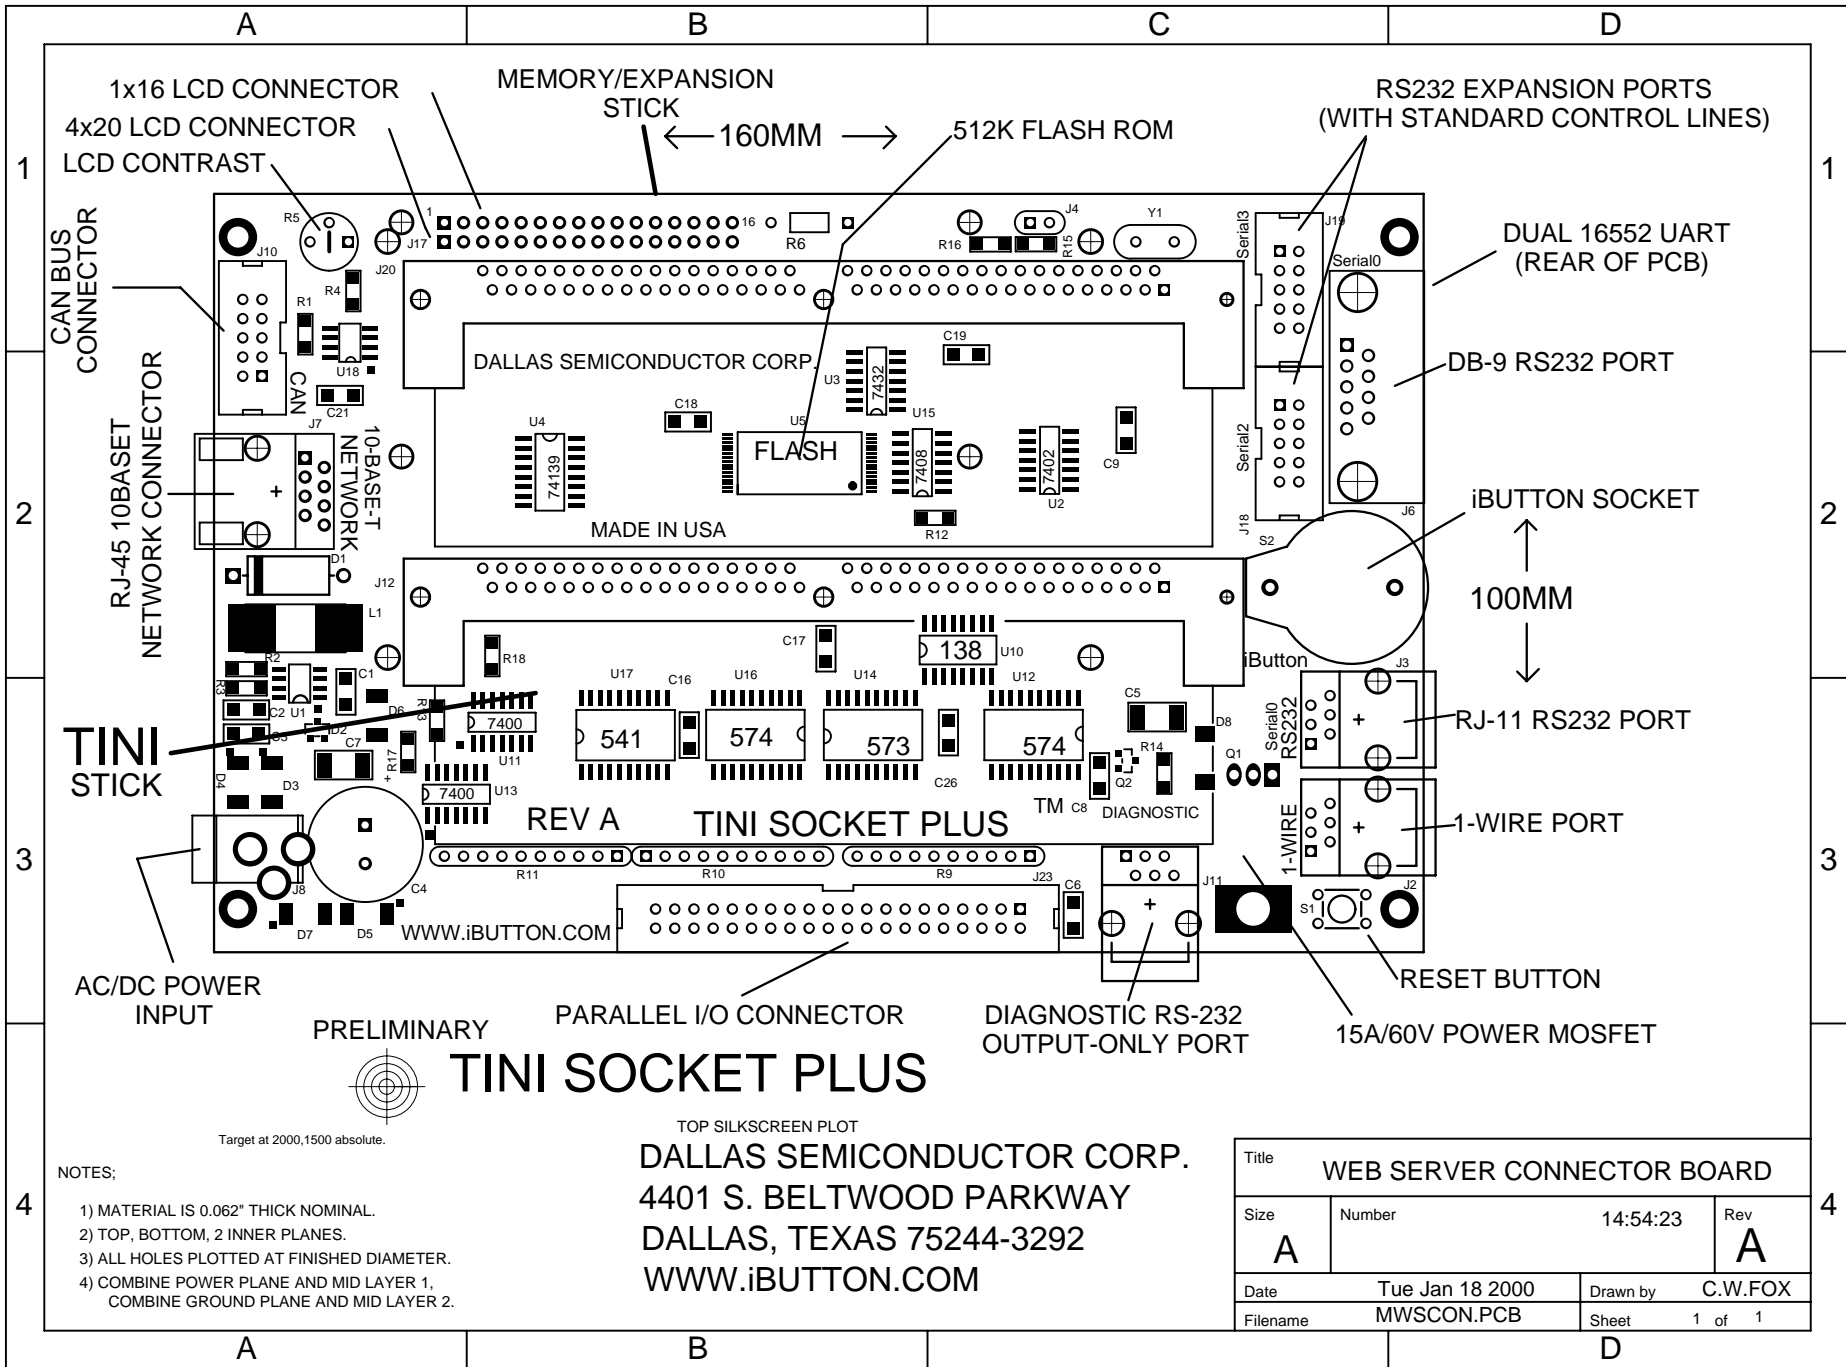 A
B
C
D
1
1x16 LCD CONNECTOR
4x20 LCD CONNECTOR
LCD CONTRAST
MEMORY/EXPANSION
STICK
160MM
512K FLASH ROM
RS232 EXPANSION PORTS
(WITH STANDARD CONTROL LINES)
1
CAN BUS
CONNECTOR
DUAL 16552 UART
(REAR OF PCB)
R5
J10
J17
J20
1
16
R6
R16
J4
R15
Y1
Serial3
J19
Serial0
R4
R1
U18
C21
CAN
J7
DALLAS SEMICONDUCTOR CORP.
C19
U3
7432
C18
U4
74139
U5
FLASH
U15
7408
7402
U2
C9
R12
MADE IN USA
Serial2
J18
DB-9 RS232 PORT
2
RJ-45 10BASET
NETWORK CONNECTOR
10-BASE-T
NETWORK
J6
iBUTTON SOCKET
2
S2
100MM
D1
J12
L1
R2
R3
C2
C3
U1
C1
D6
D2
R13
R18
C17
138
U10
iButton
J3
Serial0
RS232
RJ-11 RS232 PORT
TINI
STICK
C7
R17
+
7400
U11
7400
U13
U17
541
C16
U16
574
U14
573
C26
U12
574
C5
D8
Q1
R14
Q2
C8
TM
DIAGNOSTIC
D4
D3
REV A
TINI SOCKET PLUS
1-WIRE
1-WIRE PORT
3
3
R11
R10
R9
J23
C6
J11
S1
J2
J8
C4
D7
D5
WWW.iBUTTON.COM
AC/DC POWER
INPUT
PARALLEL I/O CONNECTOR
DIAGNOSTIC RS-232
OUTPUT-ONLY PORT
RESET BUTTON
15A/60V POWER MOSFET
PRELIMINARY
TINI SOCKET PLUS
Target at 2000,1500 absolute.
TOP SILKSCREEN PLOT
DALLAS SEMICONDUCTOR CORP.
4401 S. BELTWOOD PARKWAY
DALLAS, TEXAS 75244-3292
WWW.iBUTTON.COM
NOTES;
1) MATERIAL IS 0.062" THICK NOMINAL.
2) TOP, BOTTOM, 2 INNER PLANES.
3) ALL HOLES PLOTTED AT FINISHED DIAMETER.
4) COMBINE POWER PLANE AND MID LAYER 1,
COMBINE GROUND PLANE AND MID LAYER 2.
4
4
Title
WEB SERVER CONNECTOR BOARD
Size
A
Number
14:54:23
Rev
A
Date
Tue Jan 18 2000
Drawn by
C.W.FOX
Filename
MWSCON.PCB
Sheet
1 of 1
A
B
D